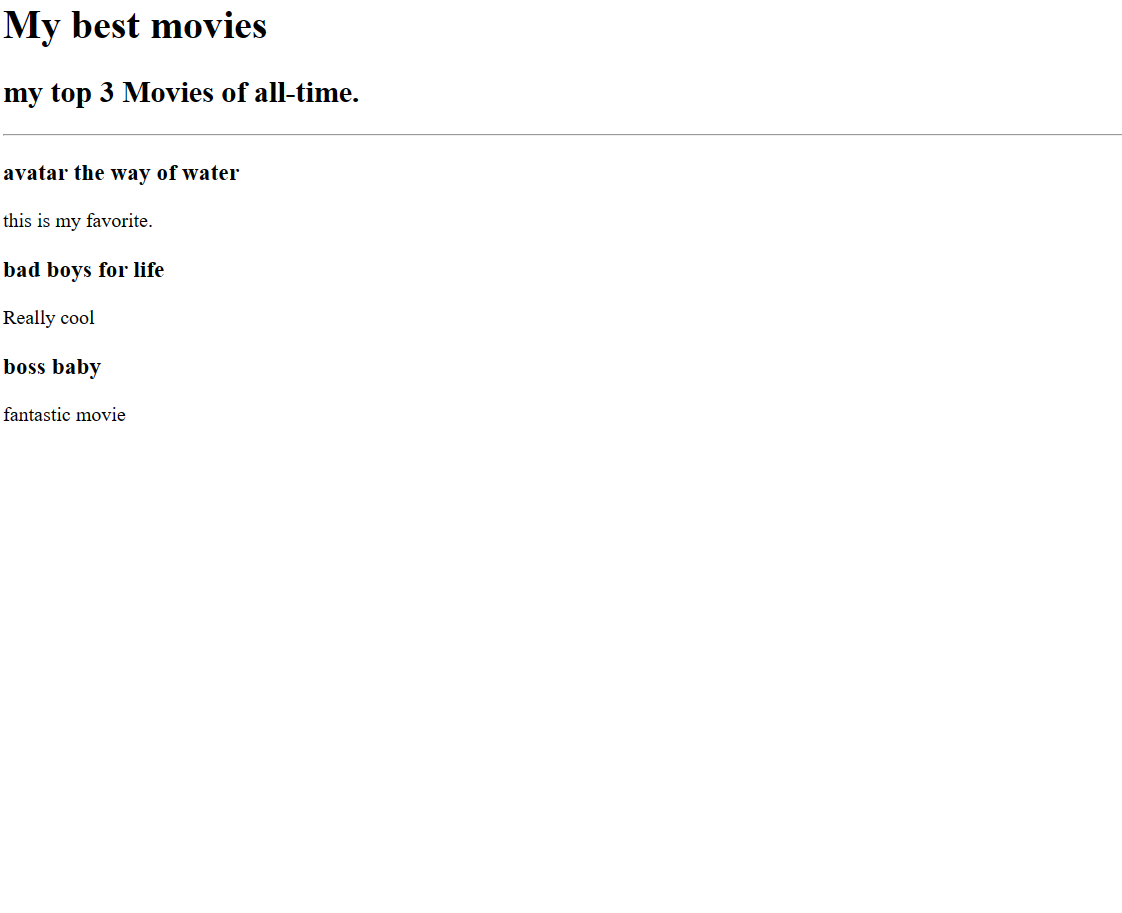 My best movies
my top 3 Movies of all-time.
avatar the way of water
this is my favorite.
bad boys for life
Really cool
boss baby
fantastic movie